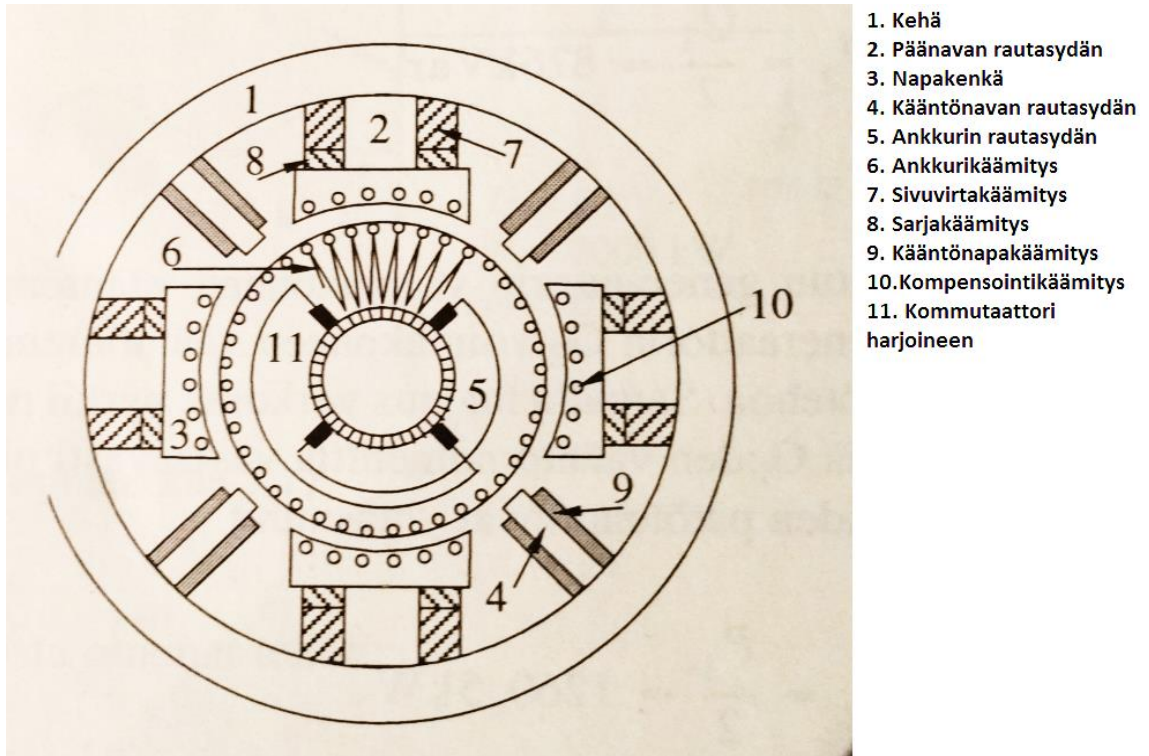 1
2
8
7
6
11
10
5
3
9
4
1. Kehä
2. Päänavan rautasydän
3. Napakenkä
4. Kääntönavan rautasydän
5. Ankkurin rautasydän
6. Ankkurikäämitys
7. Sivuvirtakäämitys
8. Sarjakäämitys
9. Kääntönapakäämitys
10.Kompensointikäämitys
11. Kommutaattori
harjoineen